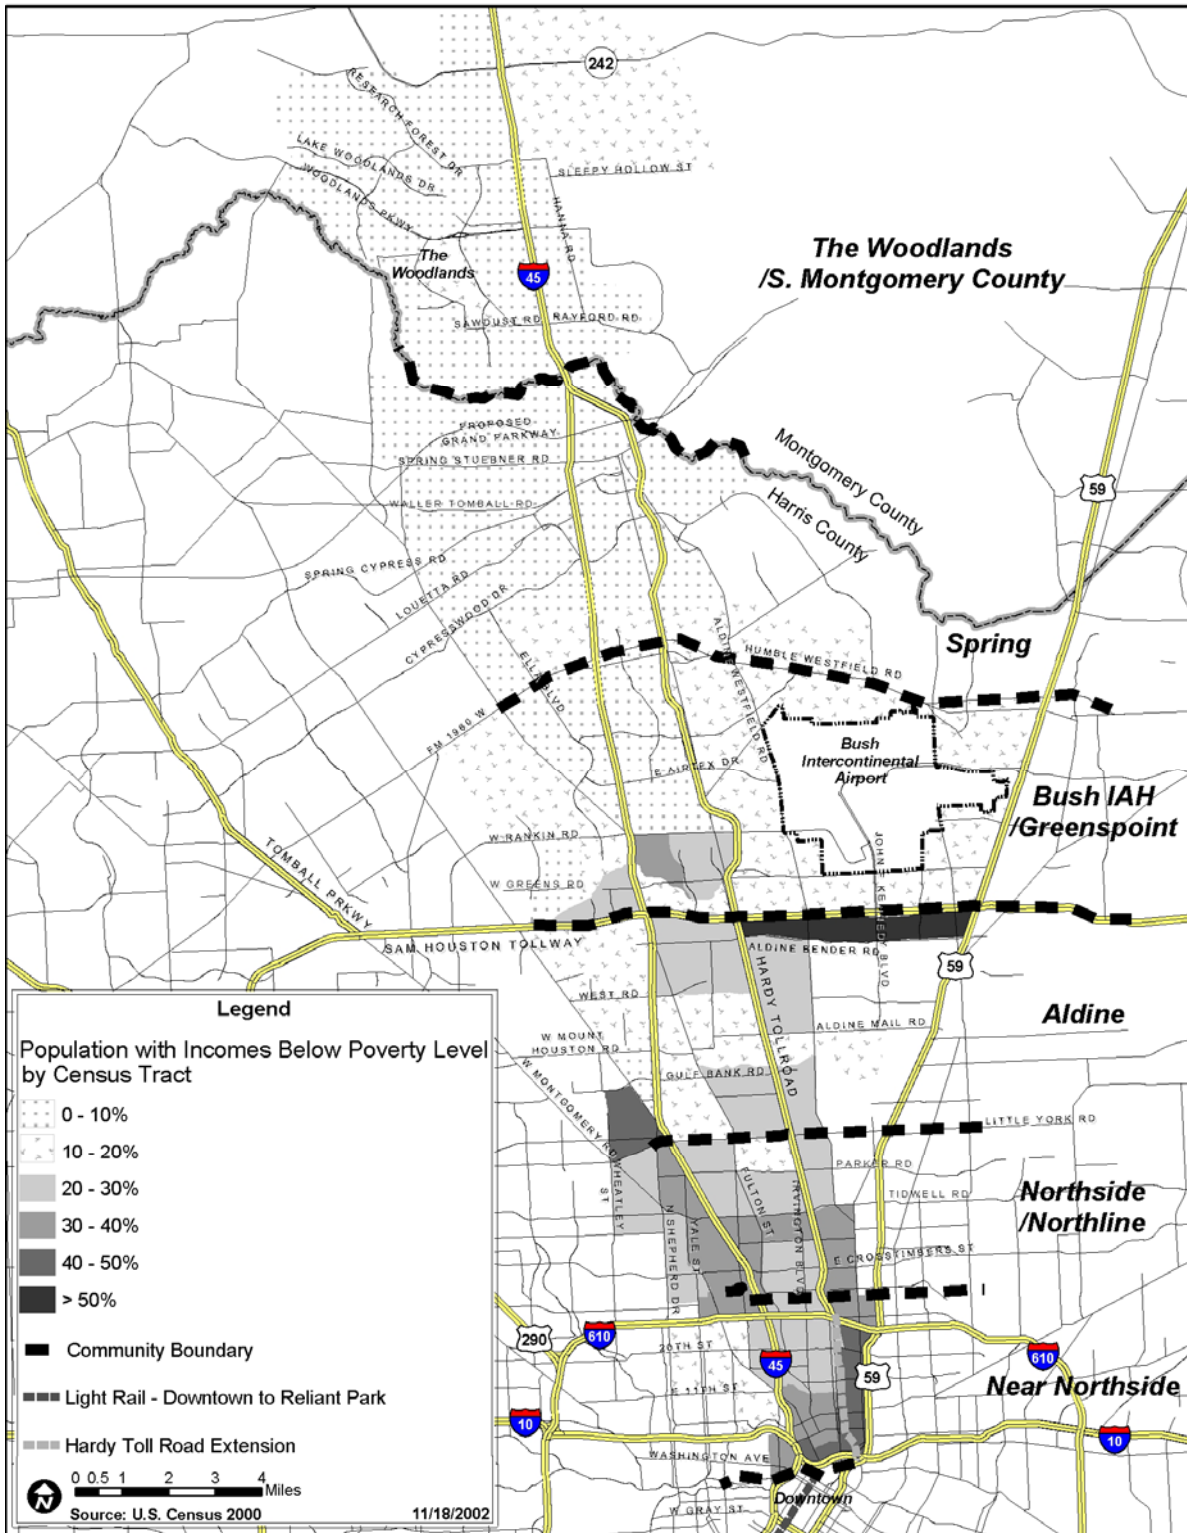 242
RESEARCH FOREST DR
LAKE WOODLANDS DR
WOODLANDS PKWY
SLEEPY HOLLOW ST
HANNA RD
The
Woodlands
45
The Woodlands
/S. Montgomery County
SAWDUST RD
RAYFORD RD
PROPOSED
GRAND PARKWAY
SPRING STUEBNER RD
WALLER TOMBALL RD
Montgomery County
Harris County
59
SPRING CYPRESS RD
LOUETTA RD
CYPRESSWOOD DR
ELLA BLVD
ALDINE WESTFIELD RD
HUMBLE WESTFIELD RD
Spring
FM 1960 W
E AIRTEX DR
Bush
Intercontinental
Airport
Bush IAH
/Greenspoint
W RANKIN RD
W GREENS RD
JOHN F KENNEDY BLVD
TOMBALL PRKWY
SAM HOUSTON TOLLWAY
ALDINE BENDER RD
59
WEST RD
HARDY TOLLROAD
Aldine
ALDINE MAIL RD
W MOUNT
HOUSTON RD
GULF BANK RD
W MONTGOMERY RD
LITTLE YORK RD
WHEATLEY
ST
PARKER RD
TIDWELL RD
FULTON ST
IRVINGTON BLVD
N SHEPHERD DR
YALE ST
Northside
/Northline
E CROSSTIMBERS ST
290
610
20TH ST
45
59
610
E 11TH ST
Near Northside
10
10
WASHINGTON AVE
Downtown
W GRAY ST
Legend
Population with Incomes Below Poverty Level
by Census Tract
0 - 10%
10 - 20%
20 - 30%
30 - 40%
40 - 50%
> 50%
Community Boundary
Light Rail - Downtown to Reliant Park
Hardy Toll Road Extension
N
0 0.5 1 2 3 4
Miles
Source: U.S. Census 2000
11/18/2002